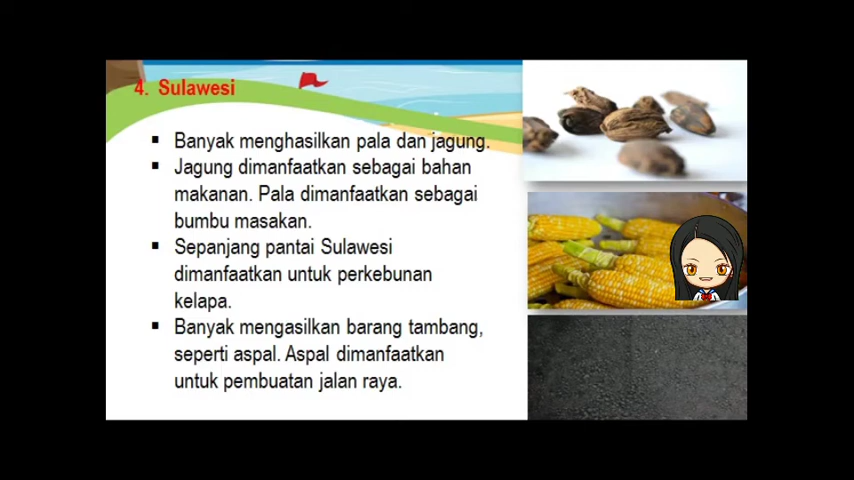 4. Sulawesi
▪ Banyak menghasilkan pala dan jagung.
▪ Jagung dimanfaatkan sebagai bahan
makanan. Pala dimanfaatkan sebagai
bumbu masakan.
▪ Sepanjang pantai Sulawesi
dimanfaatkan untuk perkebunan
kelapa.
▪ Banyak mengasilkan barang tambang,
seperti aspal. Aspal dimanfaatkan
untuk pembuatan jalan raya.